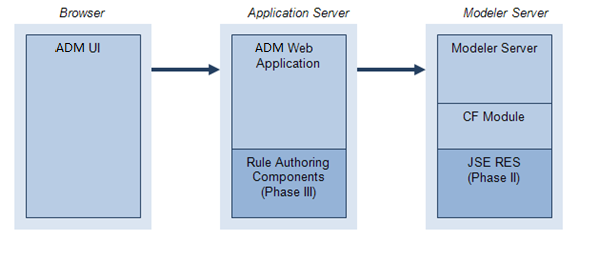 Browser
Application Server
Modeler Server
ADM UI
ADM Web
Application
Modeler Server
CF Module
Rule Authoring
Components
(Phase III)
JSE RES
(Phase II)